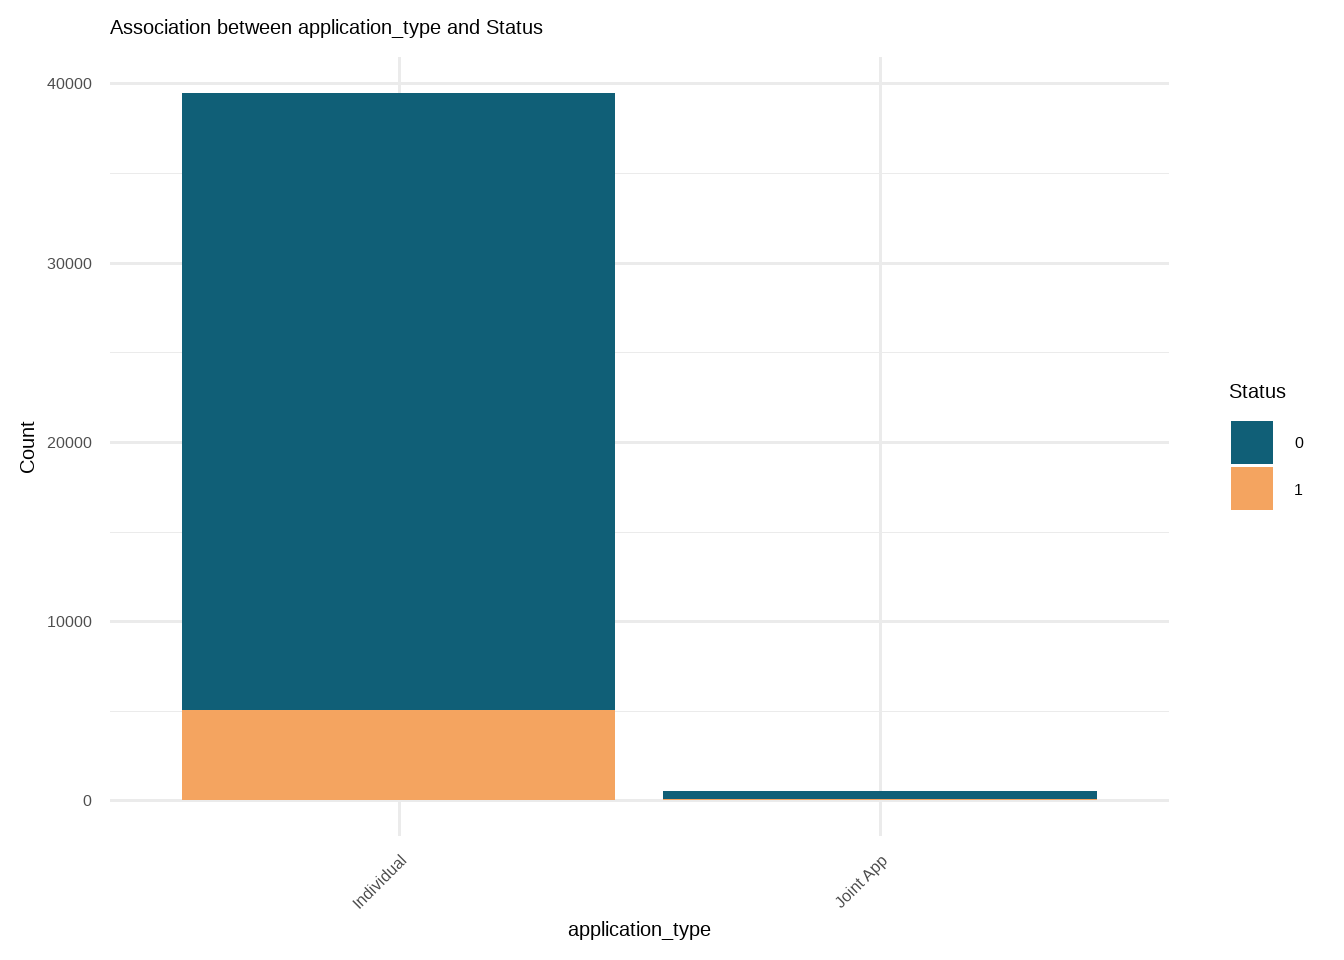 Association between application_type and Status
40000
30000
20000
10000
0
Count
Individual
Joint App
application_type
Status
0
1